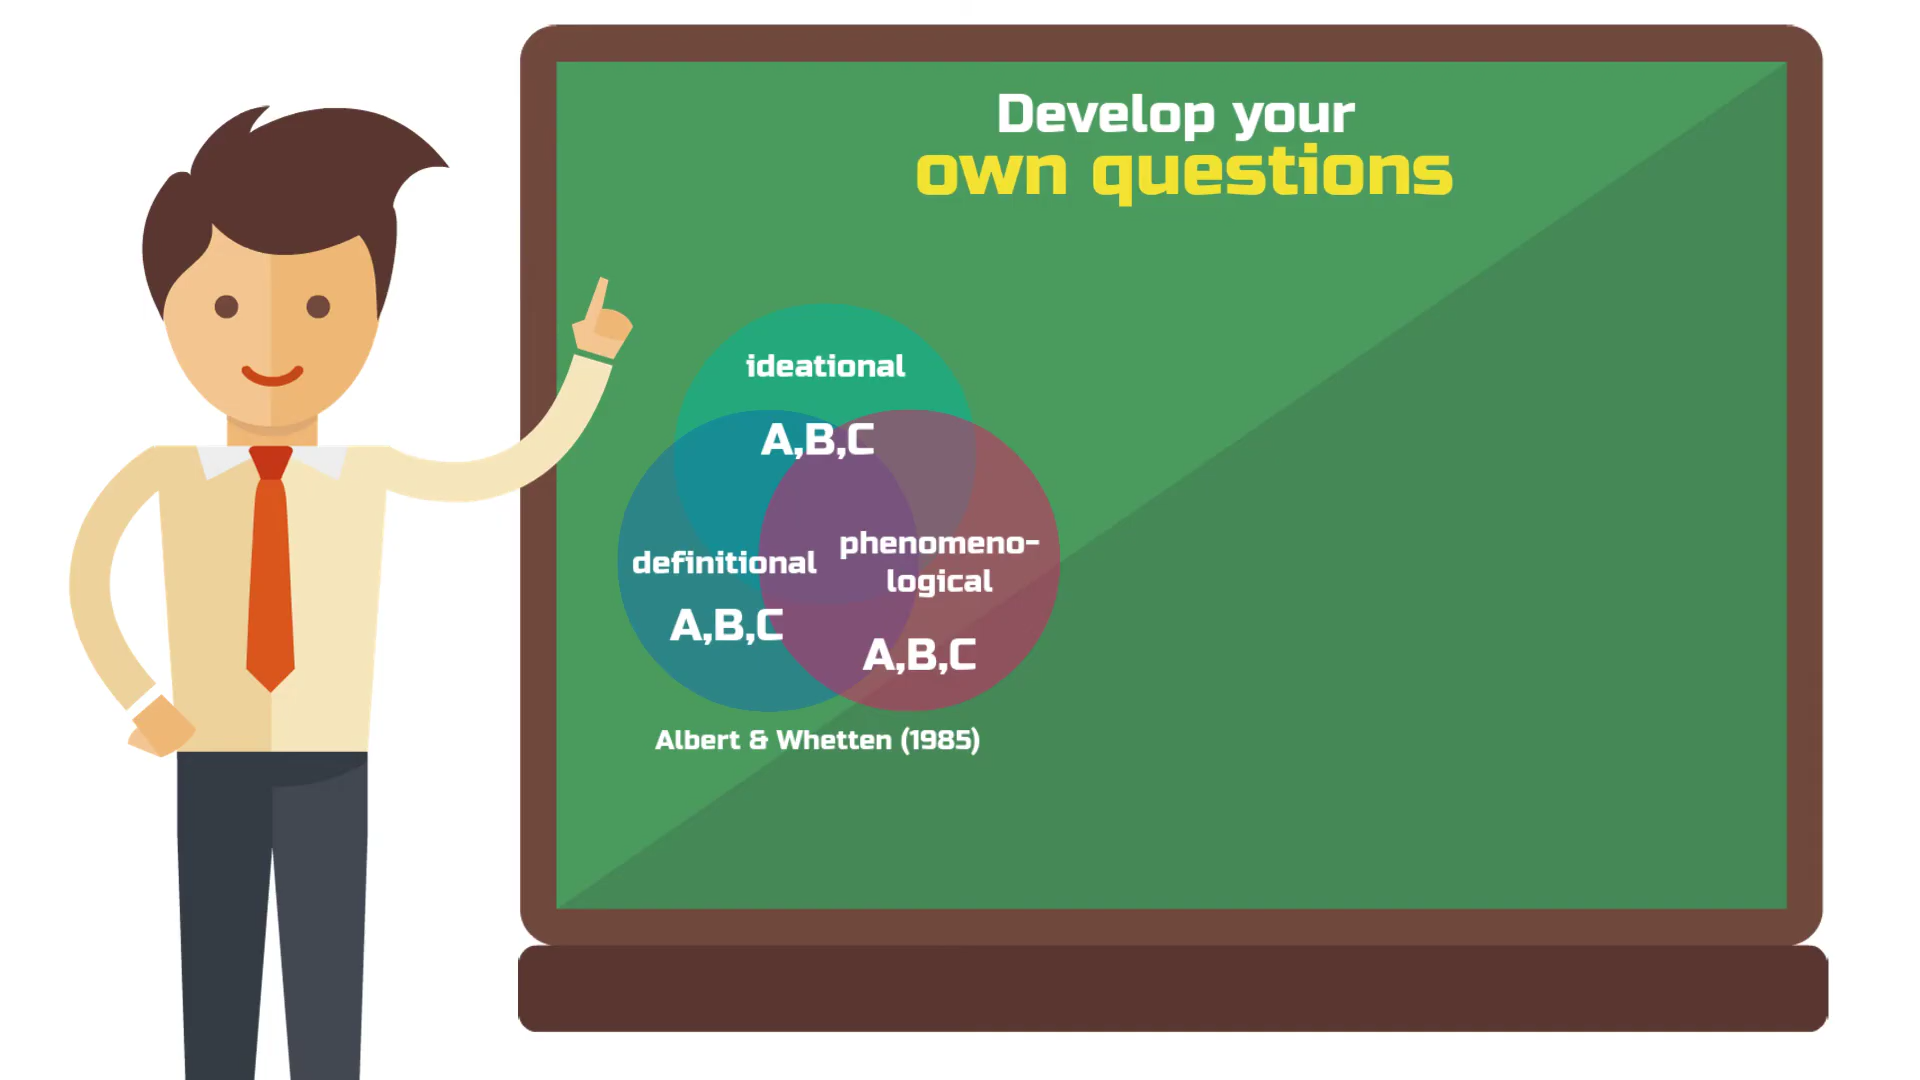 Develop your
own questions
ideational
A,B,C
definitional
A,B,C
phenomeno-
logical
A,B,C
Albert & Whetten (1985)